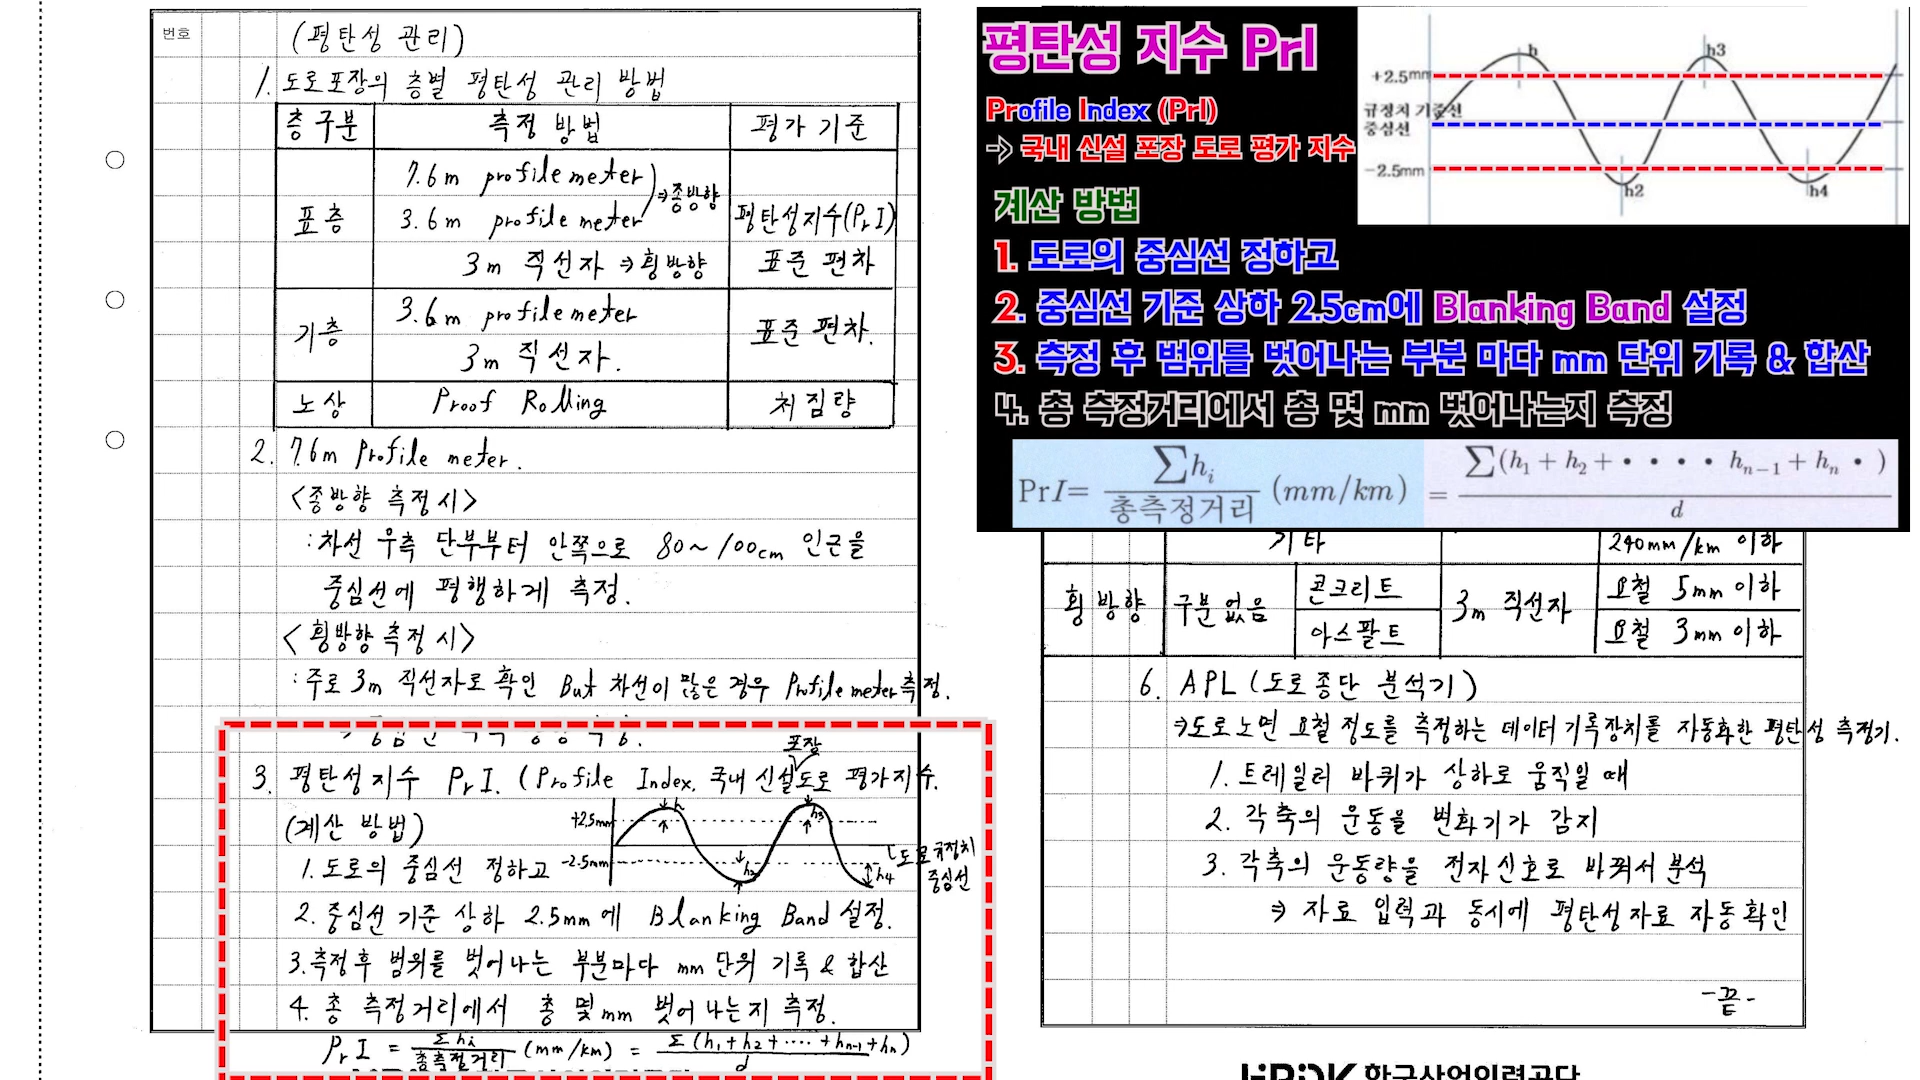 번호
(평탄성 관리)
1. 도로포장의 층별 평탄성 관리 방법
층 구분 측정 방법 평가 기준
표층
7.6m profile meter
3.6m profile meter
⇒종방향
3m 직선자 ⇒ 횡방향
평탄성지수(PrI)
표준 편차
기층
3.6m profile meter
3m 직선자.
표준 편차.
노상 Proof Rolling 처짐량
2. 7.6m Profile meter.
<종방향 측정 시>
: 차선 우측 단부부터 안쪽으로 80~100cm 인근을
중심선에 평행하게 측정.
<횡방향 측정 시>
: 주로 3m 직선자로 확인 But 차선이 많은 경우 Profile meter 측정.
포장
3. 평탄성지수 PrI. (Profile Index, 국내 신설도로 평가지수.
(계산 방법)
+2.5mm
-2.5mm
h
h2
h3
h4
도로규정치
중심선
1. 도로의 중심선 정하고
2. 중심선 기준 상하 2.5mm에 Blanking Band 설정.
3. 측정후 범위를 벗어나는 부분마다 mm 단위 기록 & 합산
4. 총 측정거리에서 총 몇mm 벗어 나는지 측정.
PrI = Σhi / 총측정거리 (mm/km) = Σ(h1+h2+····+hn-1+hn) / d
평탄성 지수 PrI
Profile Index (PrI)
-> 국내 신설 포장 도로 평가 지수
h
h3
+2.5mm
규정치 기준선
중심선
-2.5mm
h2
h4
계산 방법
1. 도로의 중심선 정하고
2. 중심선 기준 상하 2.5cm에 Blanking Band 설정
3. 측정 후 범위를 벗어나는 부분 마다 mm 단위 기록 & 합산
4. 총 측정거리에서 총 몇 mm 벗어나는지 측정
PrI= ∑hi / 총측정거리 (mm/km) = ∑(h1 + h2 + • • • • hn-1 + hn • ) / d
기타 240mm/km 이하
횡방향 구분없음 콘크리트 3m 직선자 요철 5mm 이하
아스팔트 요철 3mm 이하
6. APL (도로종단 분석기)
⇒도로노면 요철 정도를 측정하는 데이터 기록장치를 자동화한 평탄성 측정기.
1. 트레일러 바퀴가 상하로 움직일 때
2. 각 축의 운동을 변화기가 감지
3. 각축의 운동량을 전자신호로 바꿔서 분석
⇒ 자료 입력과 동시에 평탄성자료 자동확인
-끝-
HRDK 한국산업인력공단